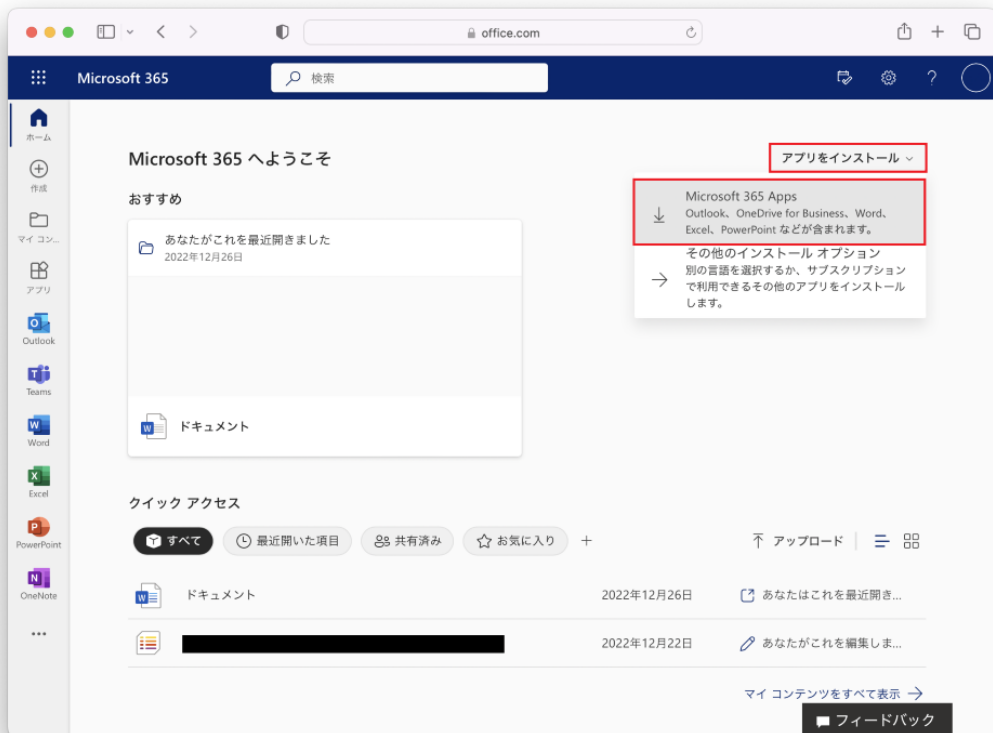 office.com
Microsoft 365
検索
ホーム
作成
マイ コン...
アプリ
Outlook
Teams
Word
Excel
PowerPoint
OneNote
Microsoft 365 へようこそ
アプリをインストール
Microsoft 365 Apps
Outlook、OneDrive for Business、Word、
Excel、PowerPoint などが含まれます。
その他のインストール オプション
別の言語を選択するか、サブスクリプション
で利用できるその他のアプリをインストール
します。
おすすめ
あなたがこれを最近開きました
2022年12月26日
ドキュメント
クイック アクセス
すべて
最近開いた項目
共有済み
お気に入り
アップロード
ドキュメント
2022年12月26日
あなたはこれを最近開き...
2022年12月22日
あなたがこれを編集しま...
マイ コンテンツをすべて表示
フィードバック